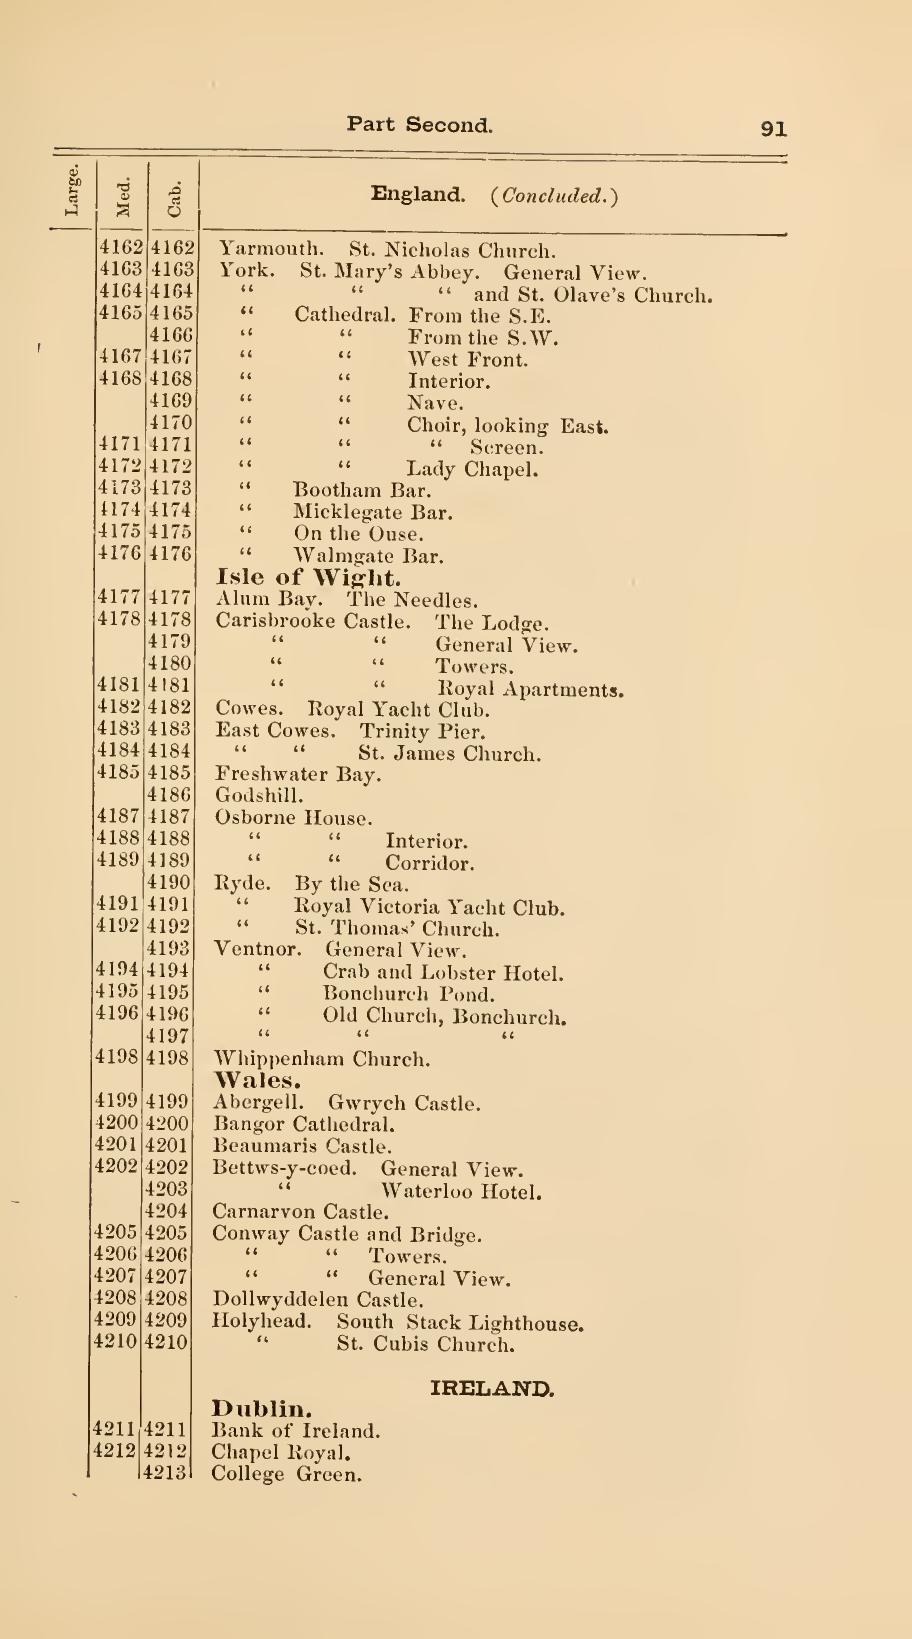 Part Second. 91
Large. Med. Cab. England. (Concluded.)
4162 4162 Yarmouth. St. Nicholas Church.
4163 4163 York. St. Mary's Abbey. General View.
4164 4164 “ “ “ and St. Olave's Church.
4165 4165 “ Cathedral. From the S.E.
4166 “ “ From the S.W.
4167 4167 “ “ West Front.
4168 4168 “ “ Interior.
4169 “ “ Nave.
4170 “ “ Choir, looking East.
4171 4171 “ “ “ Screen.
4172 4172 “ “ Lady Chapel.
4173 4173 “ Bootham Bar.
4174 4174 “ Micklegate Bar.
4175 4175 “ On the Ouse.
4176 4176 “ Walmgate Bar.
Isle of Wight.
4177 4177 Alum Bay. The Needles.
4178 4178 Carisbrooke Castle. The Lodge.
4179 “ “ General View.
4180 “ “ Towers.
4181 4181 “ “ Royal Apartments.
4182 4182 Cowes. Royal Yacht Club.
4183 4183 East Cowes. Trinity Pier.
4184 4184 “ “ St. James Church.
4185 4185 Freshwater Bay.
4186 Godshill.
4187 4187 Osborne House.
4188 4188 “ “ Interior.
4189 4189 “ “ Corridor.
4190 Ryde. By the Sea.
4191 4191 “ Royal Victoria Yacht Club.
4192 4192 “ St. Thomas' Church.
4193 Ventnor. General View.
4194 4194 “ Crab and Lobster Hotel.
4195 4195 “ Bonchurch Pond.
4196 4196 “ Old Church, Bonchurch.
4197 “ “ “
4198 4198 Whippenham Church.
Wales.
4199 4199 Abergell. Gwrych Castle.
4200 4200 Bangor Cathedral.
4201 4201 Beaumaris Castle.
4202 4202 Bettws-y-coed. General View.
4203 “ Waterloo Hotel.
4204 Carnarvon Castle.
4205 4205 Conway Castle and Bridge.
4206 4206 “ “ Towers.
4207 4207 “ “ General View.
4208 4208 Dollwyddelen Castle.
4209 4209 Holyhead. South Stack Lighthouse.
4210 4210 “ St. Cubis Church.
IRELAND.
Dublin.
4211 4211 Bank of Ireland.
4212 4212 Chapel Royal.
4213 College Green.